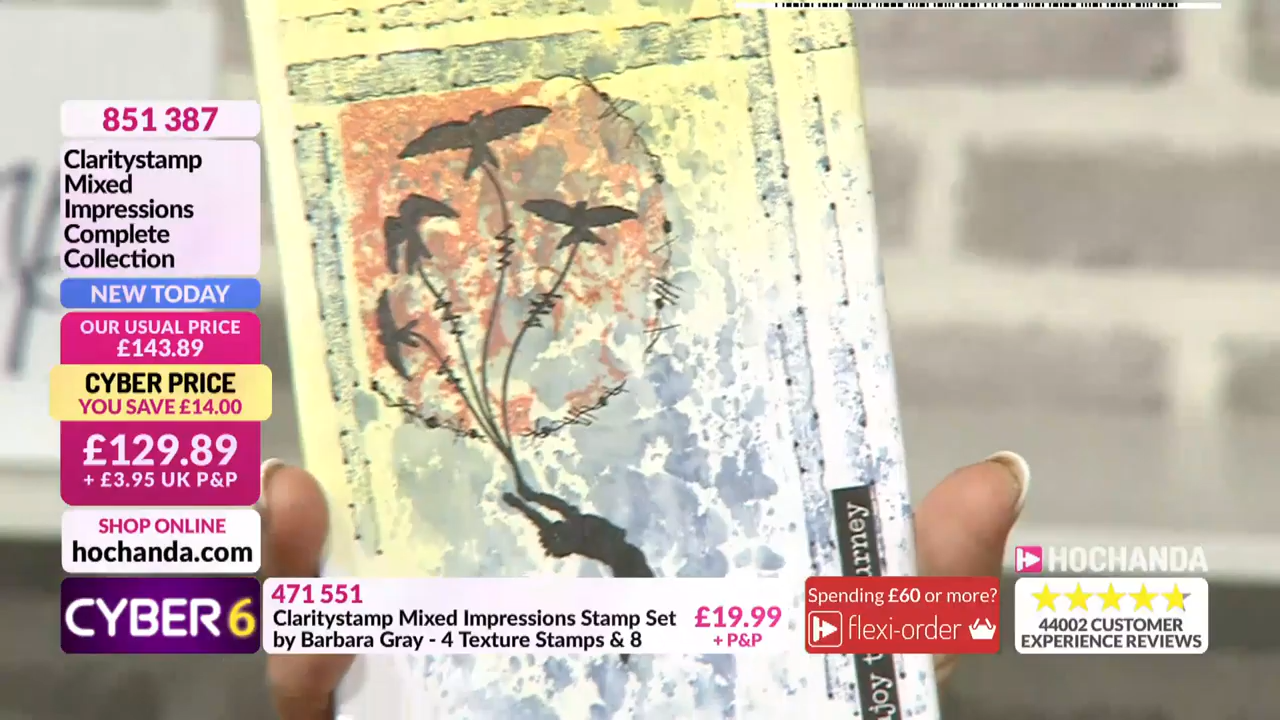 851 387
Claritystamp
Mixed
Impressions
Complete
Collection
NEW TODAY
OUR USUAL PRICE
£143.89
CYBER PRICE
YOU SAVE £14.00
£129.89
+ £3.95 UK P&P
SHOP ONLINE
hochanda.com
CYBER 6
471 551
Claritystamp Mixed Impressions Stamp Set
by Barbara Gray - 4 Texture Stamps & 8
£19.99
+ P&P
Spending £60 or more?
flexi-order
HOCHANDA
44002 CUSTOMER
EXPERIENCE REVIEWS